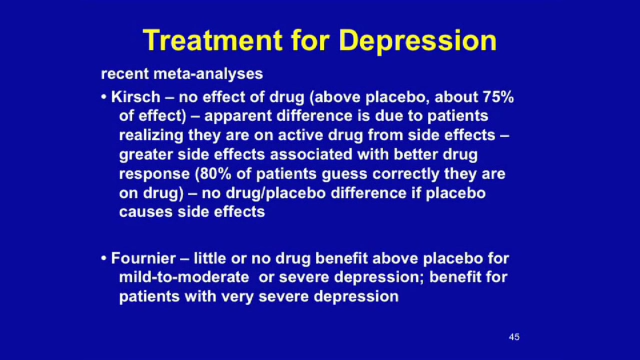 Treatment for Depression
recent meta-analyses
• Kirsch – no effect of drug (above placebo, about 75%
of effect) – apparent difference is due to patients
realizing they are on active drug from side effects –
greater side effects associated with better drug
response (80% of patients guess correctly they are
on drug) – no drug/placebo difference if placebo
causes side effects
• Fournier – little or no drug benefit above placebo for
mild-to-moderate or severe depression; benefit for
patients with very severe depression
45